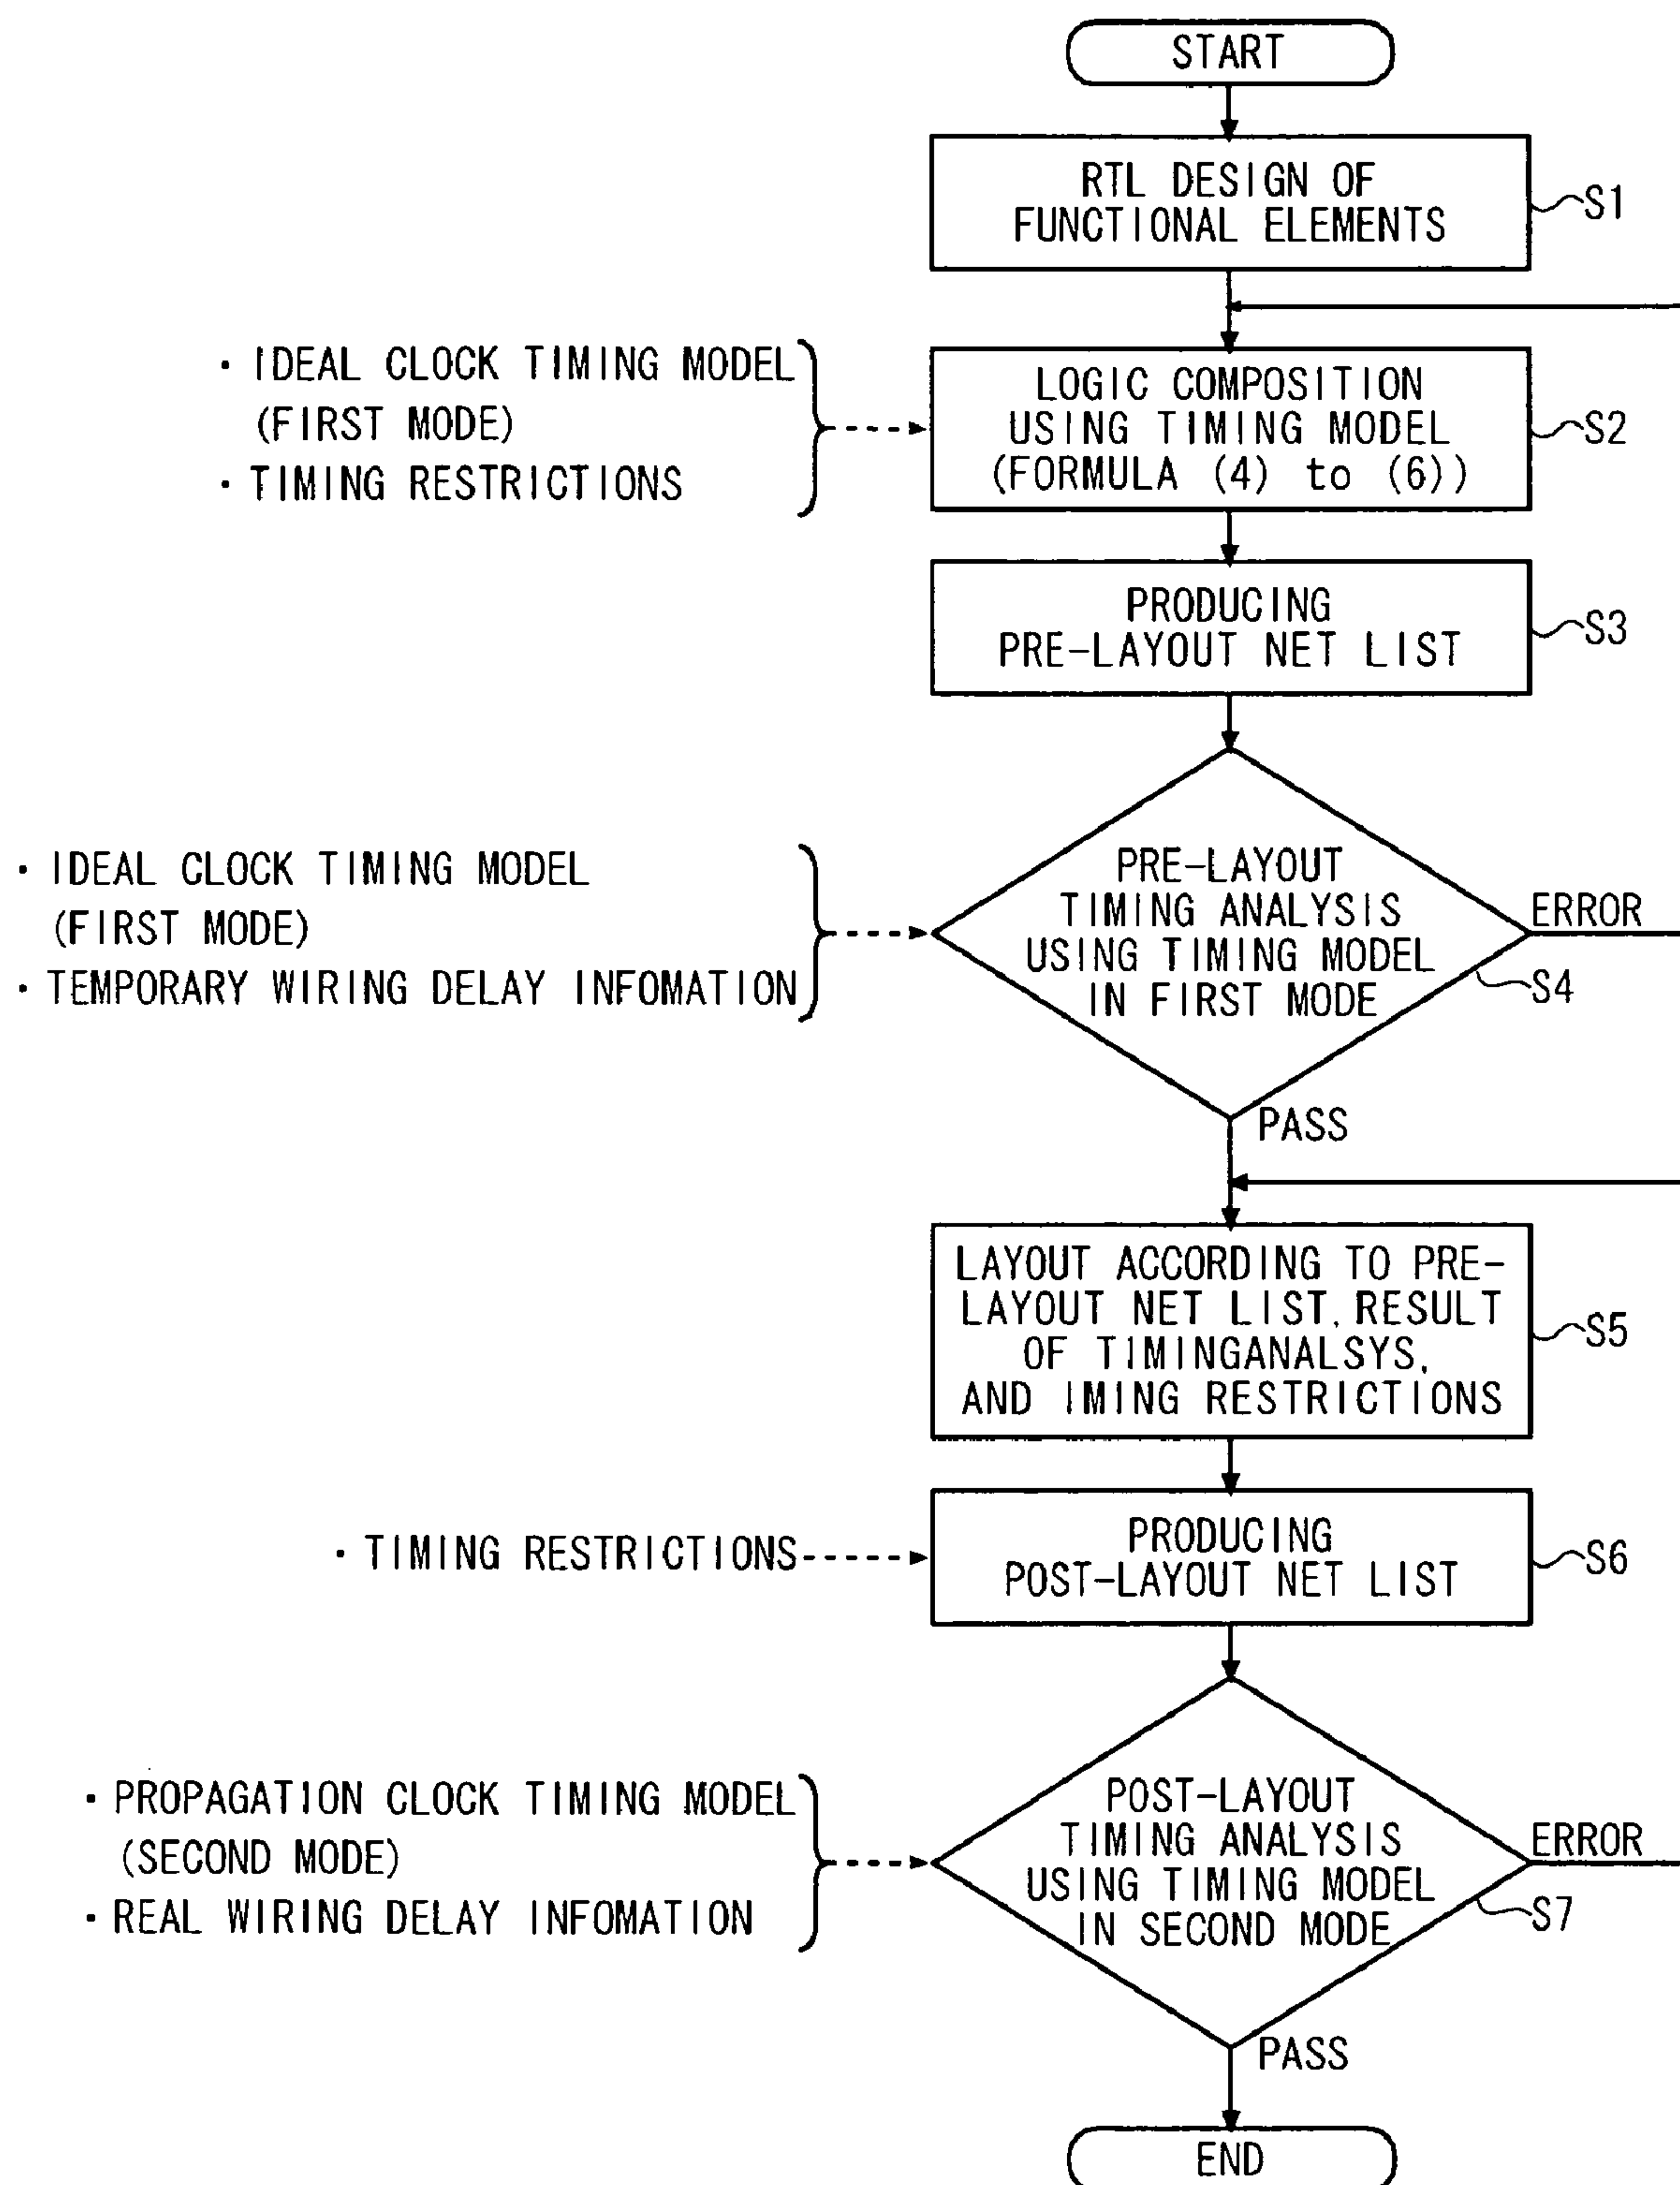 START
RTL DESIGN OF
FUNCTIONAL ELEMENTS
S1
· IDEAL CLOCK TIMING MODEL
(FIRST MODE)
· TIMING RESTRICTIONS
LOGIC COMPOSITION
USING TIMING MODEL
(FORMULA (4) to (6))
S2
PRODUCING
PRE-LAYOUT NET LIST
S3
· IDEAL CLOCK TIMING MODEL
(FIRST MODE)
· TEMPORARY WIRING DELAY INFOMATION
PRE-LAYOUT
TIMING ANALYSIS
USING TIMING MODEL
IN FIRST MODE
ERROR
S4
PASS
LAYOUT ACCORDING TO PRE-
LAYOUT NET LIST, RESULT
OF TIMINGANALSYS,
AND IMING RESTRICTIONS
S5
· TIMING RESTRICTIONS
PRODUCING
POST-LAYOUT NET LIST
S6
· PROPAGATION CLOCK TIMING MODEL
(SECOND MODE)
· REAL WIRING DELAY INFOMATION
POST-LAYOUT
TIMING ANALYSIS
USING TIMING MODEL
IN SECOND MODE
ERROR
S7
PASS
END